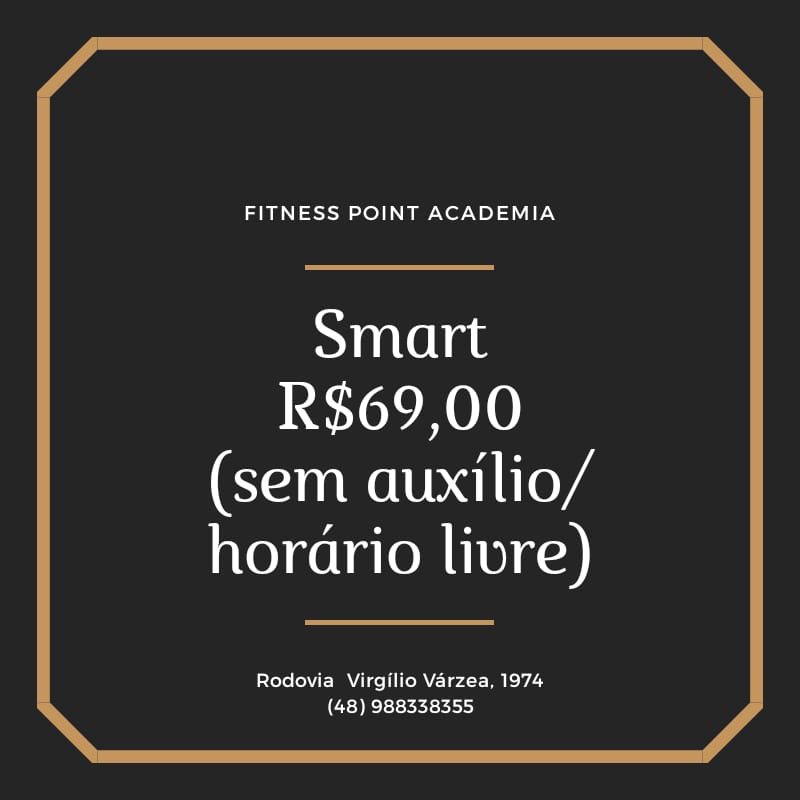 FITNESS POINT ACADEMIA
Smart
R$69,00
(sem auxílio/
horário livre)
Rodovia  Virgílio Várzea, 1974
(48) 988338355